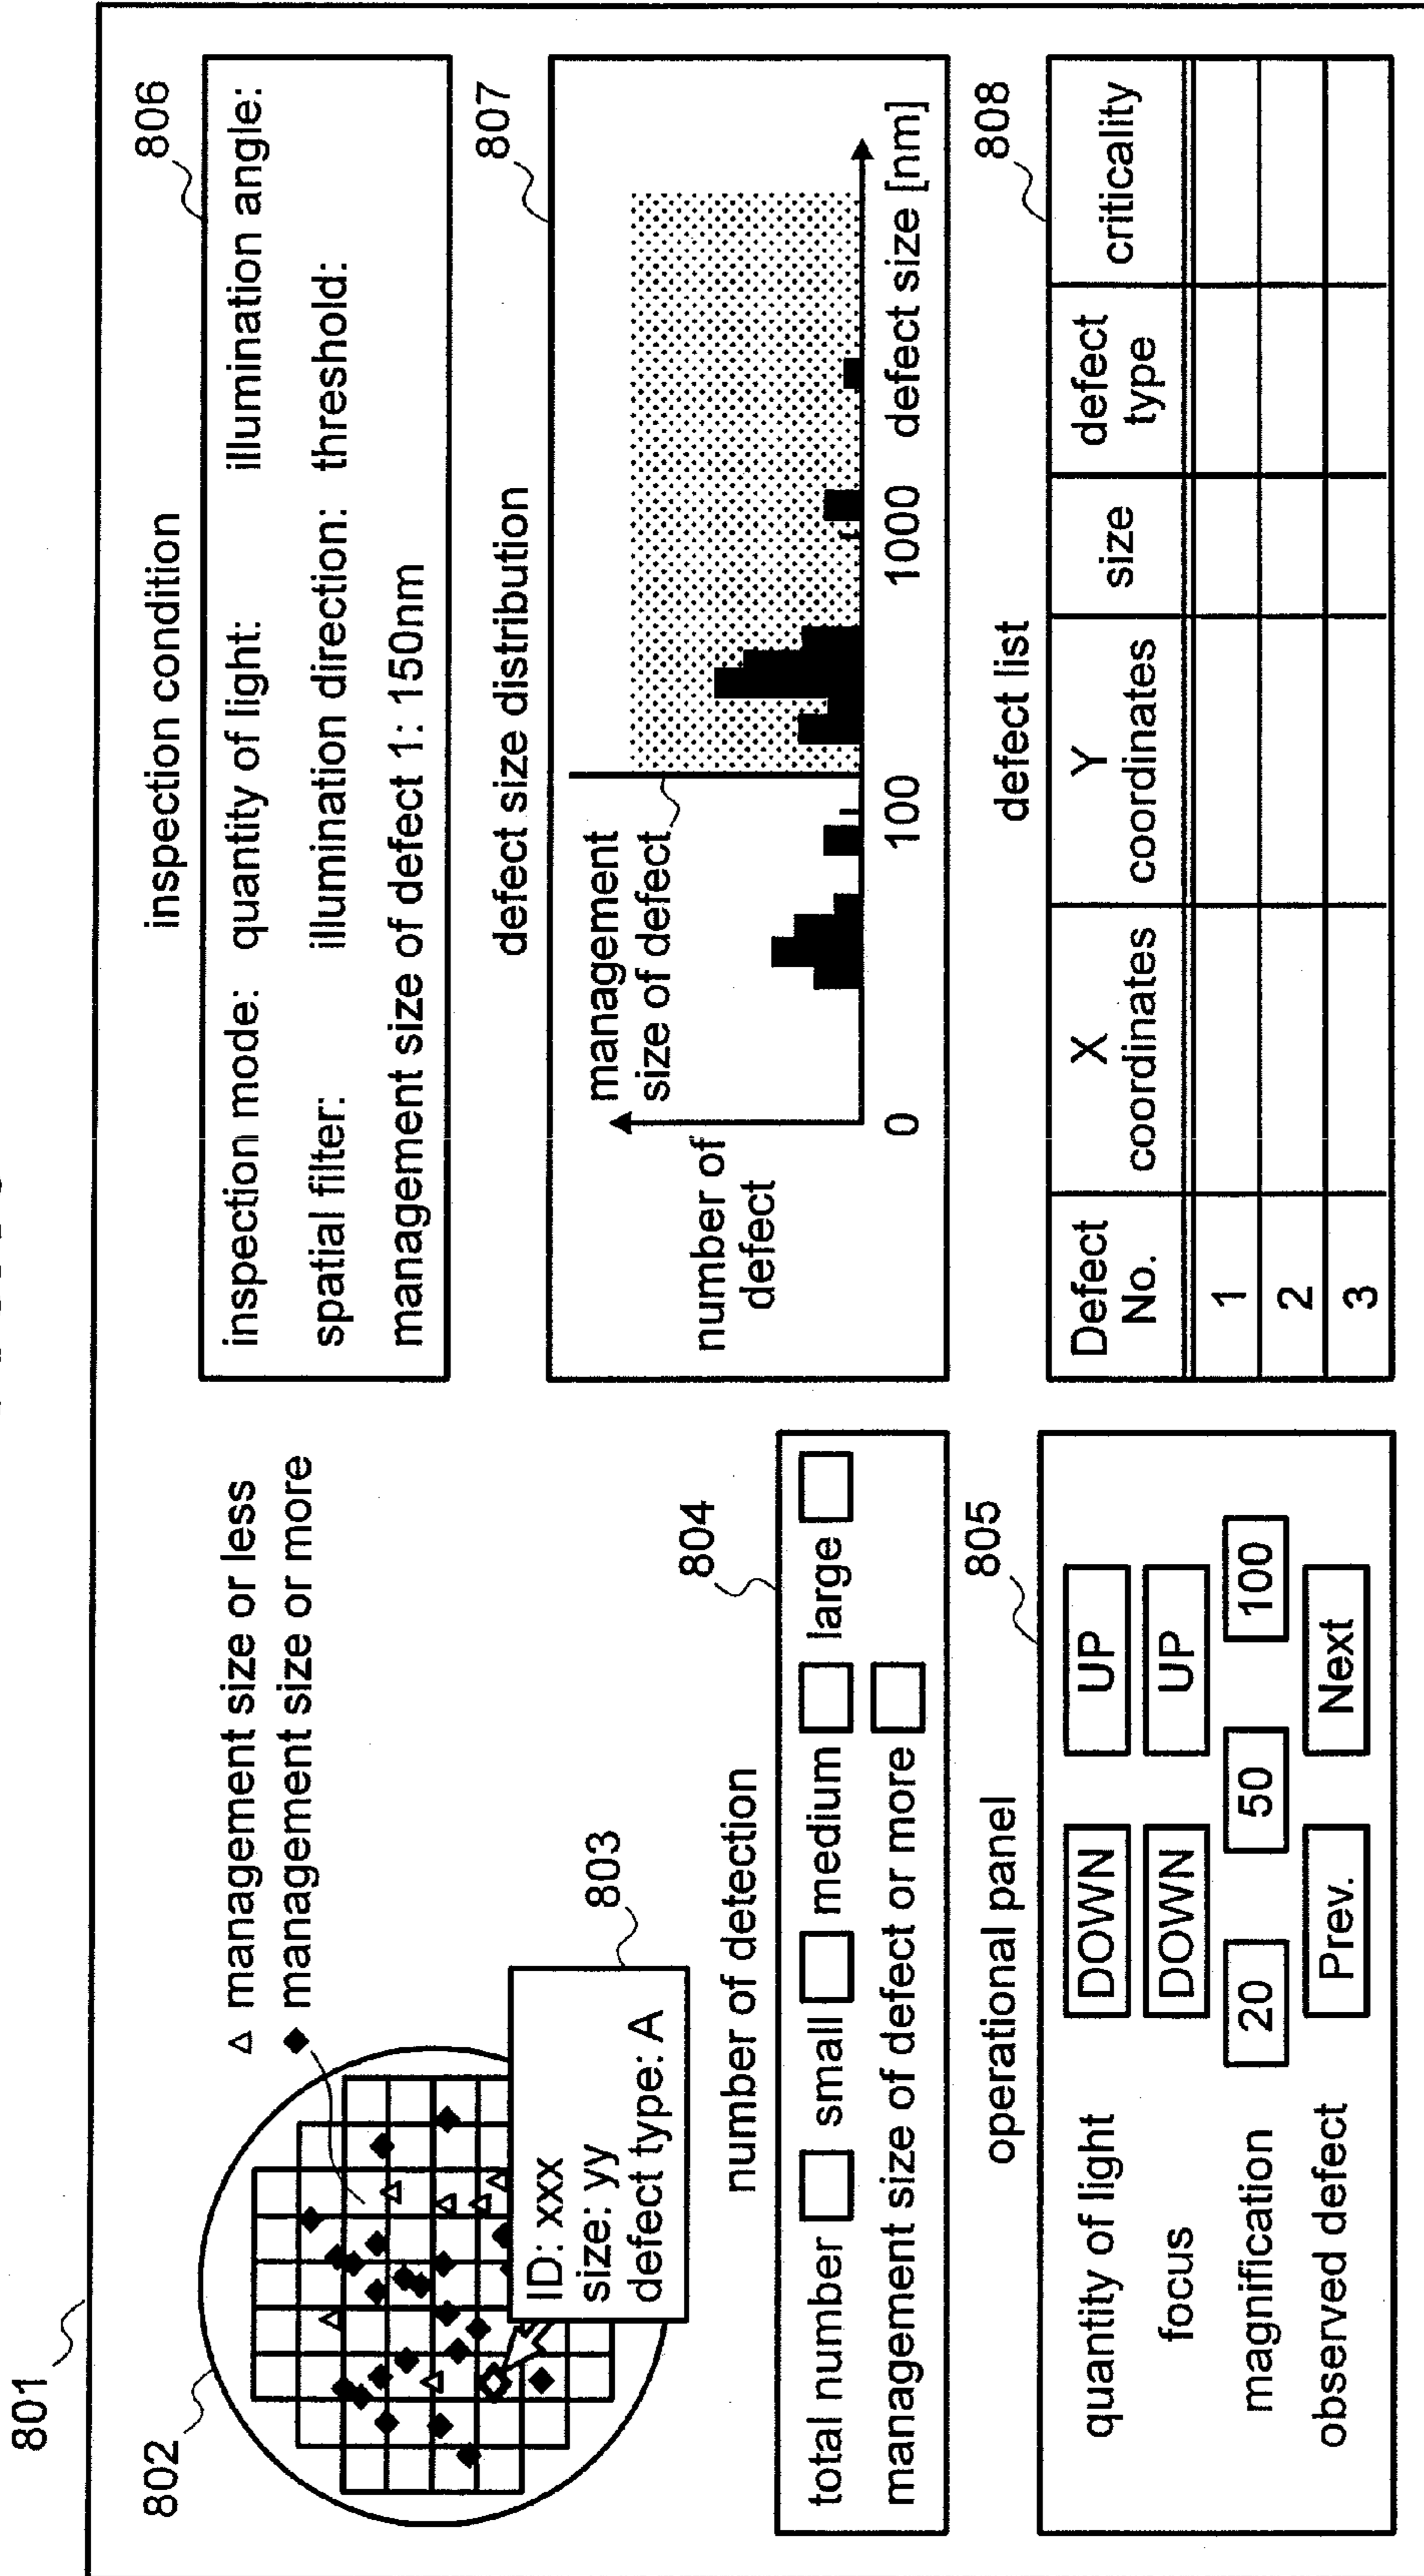 801
802
△ management size or less
◆ management size or more
803
ID: xxx
size: yy
defect type: A
number of detection
804
total number small medium large
management size of defect or more
operational panel
805
quantity of light DOWN UP
focus DOWN UP
magnification 20 50 100
observed defect Prev. Next
inspection condition
806
inspection mode: quantity of light: illumination angle:
spatial filter: illumination direction: threshold:
management size of defect 1: 150nm
defect size distribution
807
management
size of defect
number of
defect
0 100 1000 defect size [nm]
defect list
808
Defect No. X coordinates Y coordinates size defect type criticality
1
2
3